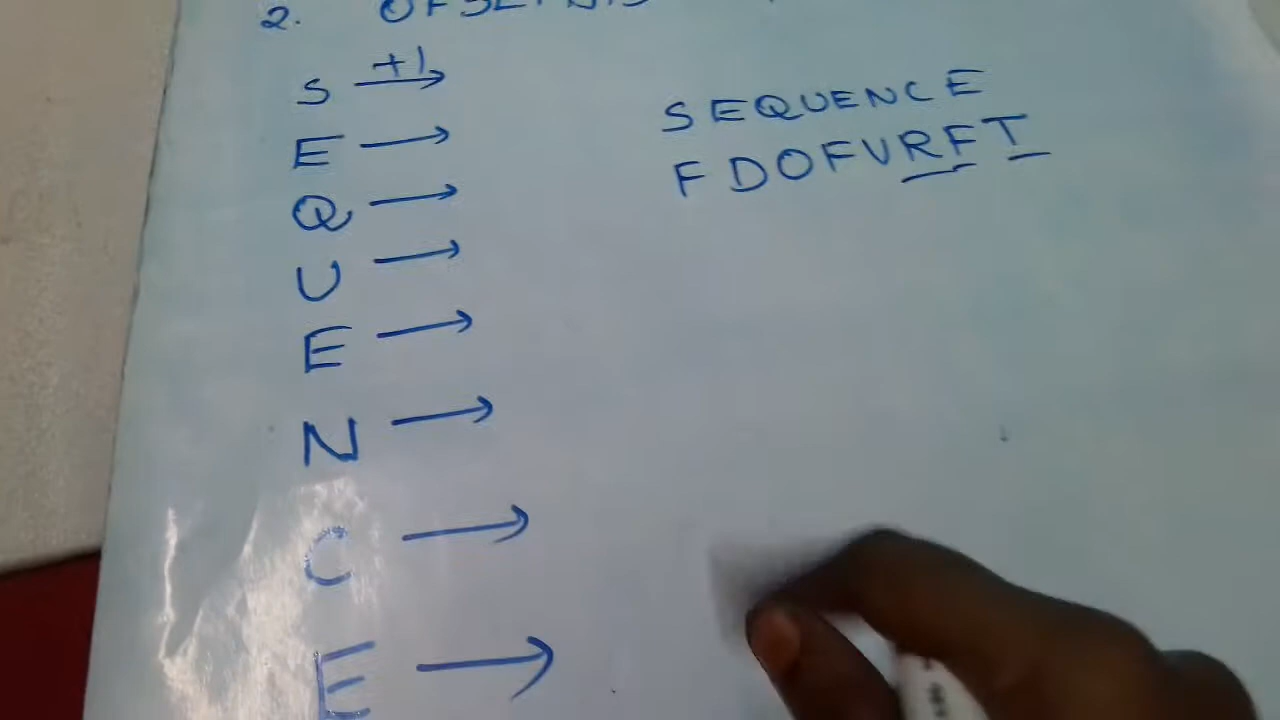 2.
S +1 →
E →
Q →
U →
E →
N →
C →
E →
SEQUENCE
FDOFVRFT